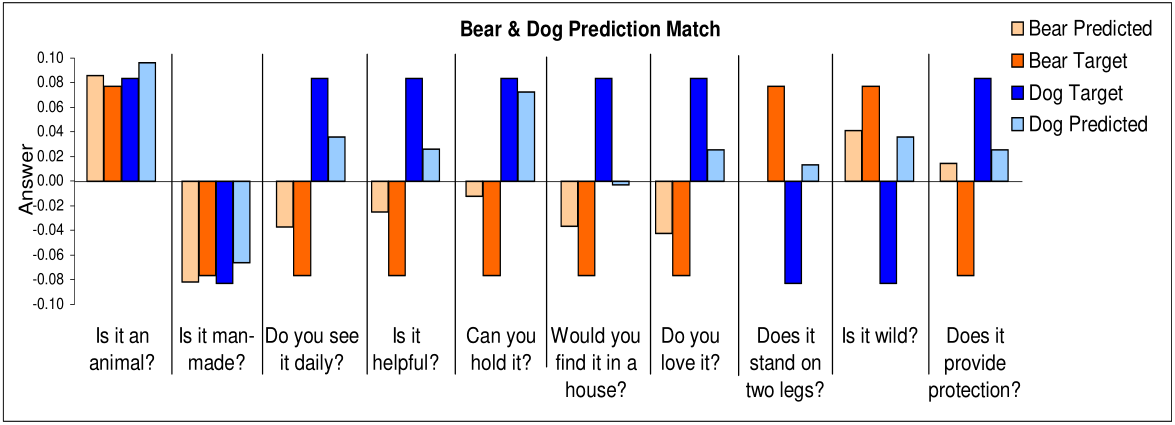 Bear & Dog Prediction Match
Bear Predicted
Bear Target
Dog Target
Dog Predicted
Answer
0.10
0.08
0.06
0.04
0.02
0.00
-0.02
-0.04
-0.06
-0.08
-0.10
Is it an
animal?
Is it man-
made?
Do you see
it daily?
Is it
helpful?
Can you
hold it?
Would you
find it in a
house?
Do you
love it?
Does it
stand on
two legs?
Is it wild?
Does it
provide
protection?